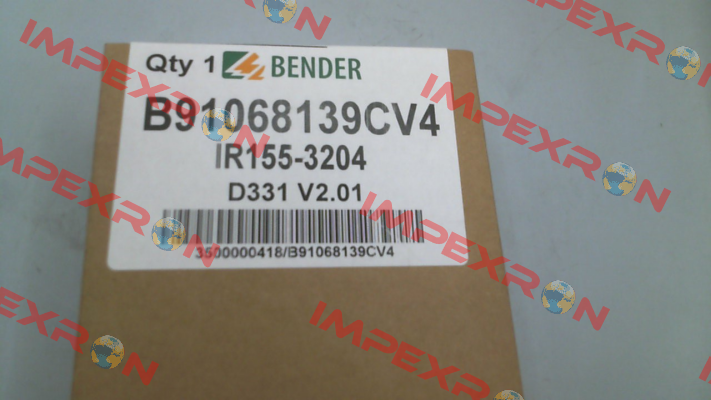 Qty 1 BENDER
B91068139CV4
IR155-3204
D331 V2.01
3500000418/B91068139CV4
IMPEXRON
IMPEXRON
IMPEXRON
IMPEXRON
IMPEXRON
IMPEXRON